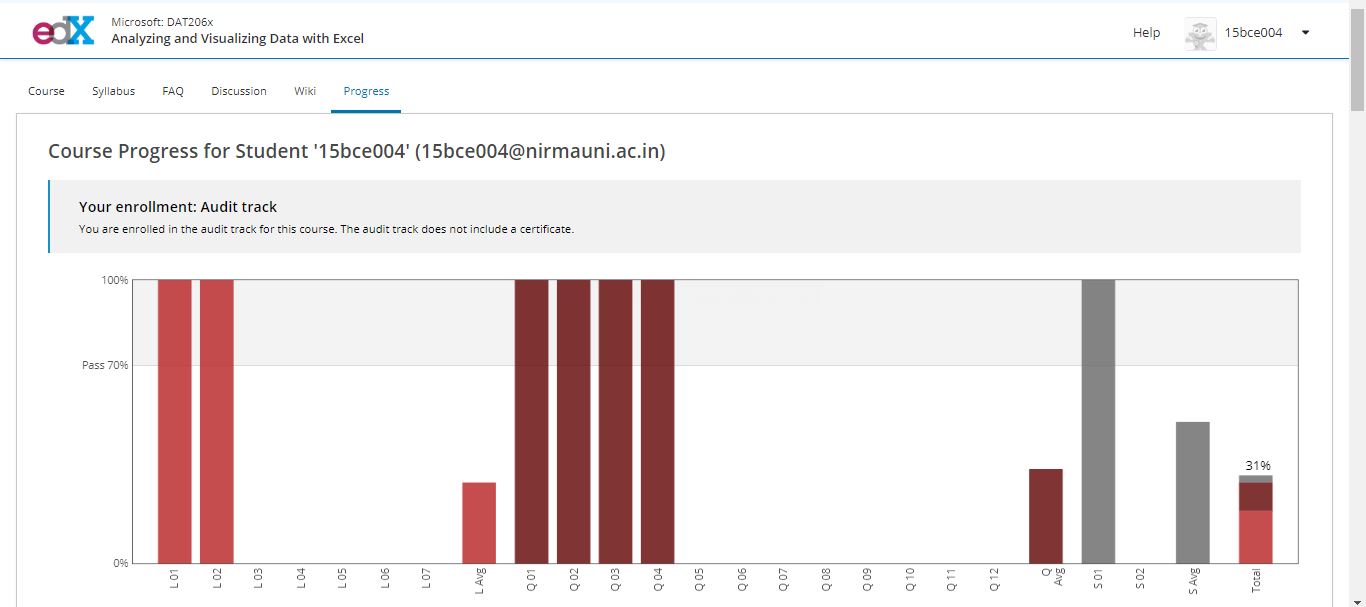 edX
Microsoft: DAT206x
Analyzing and Visualizing Data with Excel
Help
15bce004
Course
Syllabus
FAQ
Discussion
Wiki
Progress
Course Progress for Student '15bce004' (15bce004@nirmauni.ac.in)
Your enrollment: Audit track
You are enrolled in the audit track for this course. The audit track does not include a certificate.
100%
Pass 70%
0%
31%
L 01
L 02
L 03
L 04
L 05
L 06
L 07
L Avg
Q 01
Q 02
Q 03
Q 04
Q 05
Q 06
Q 07
Q 08
Q 09
Q 10
Q 11
Q 12
Q
Avg
S 01
S 02
S Avg
Total